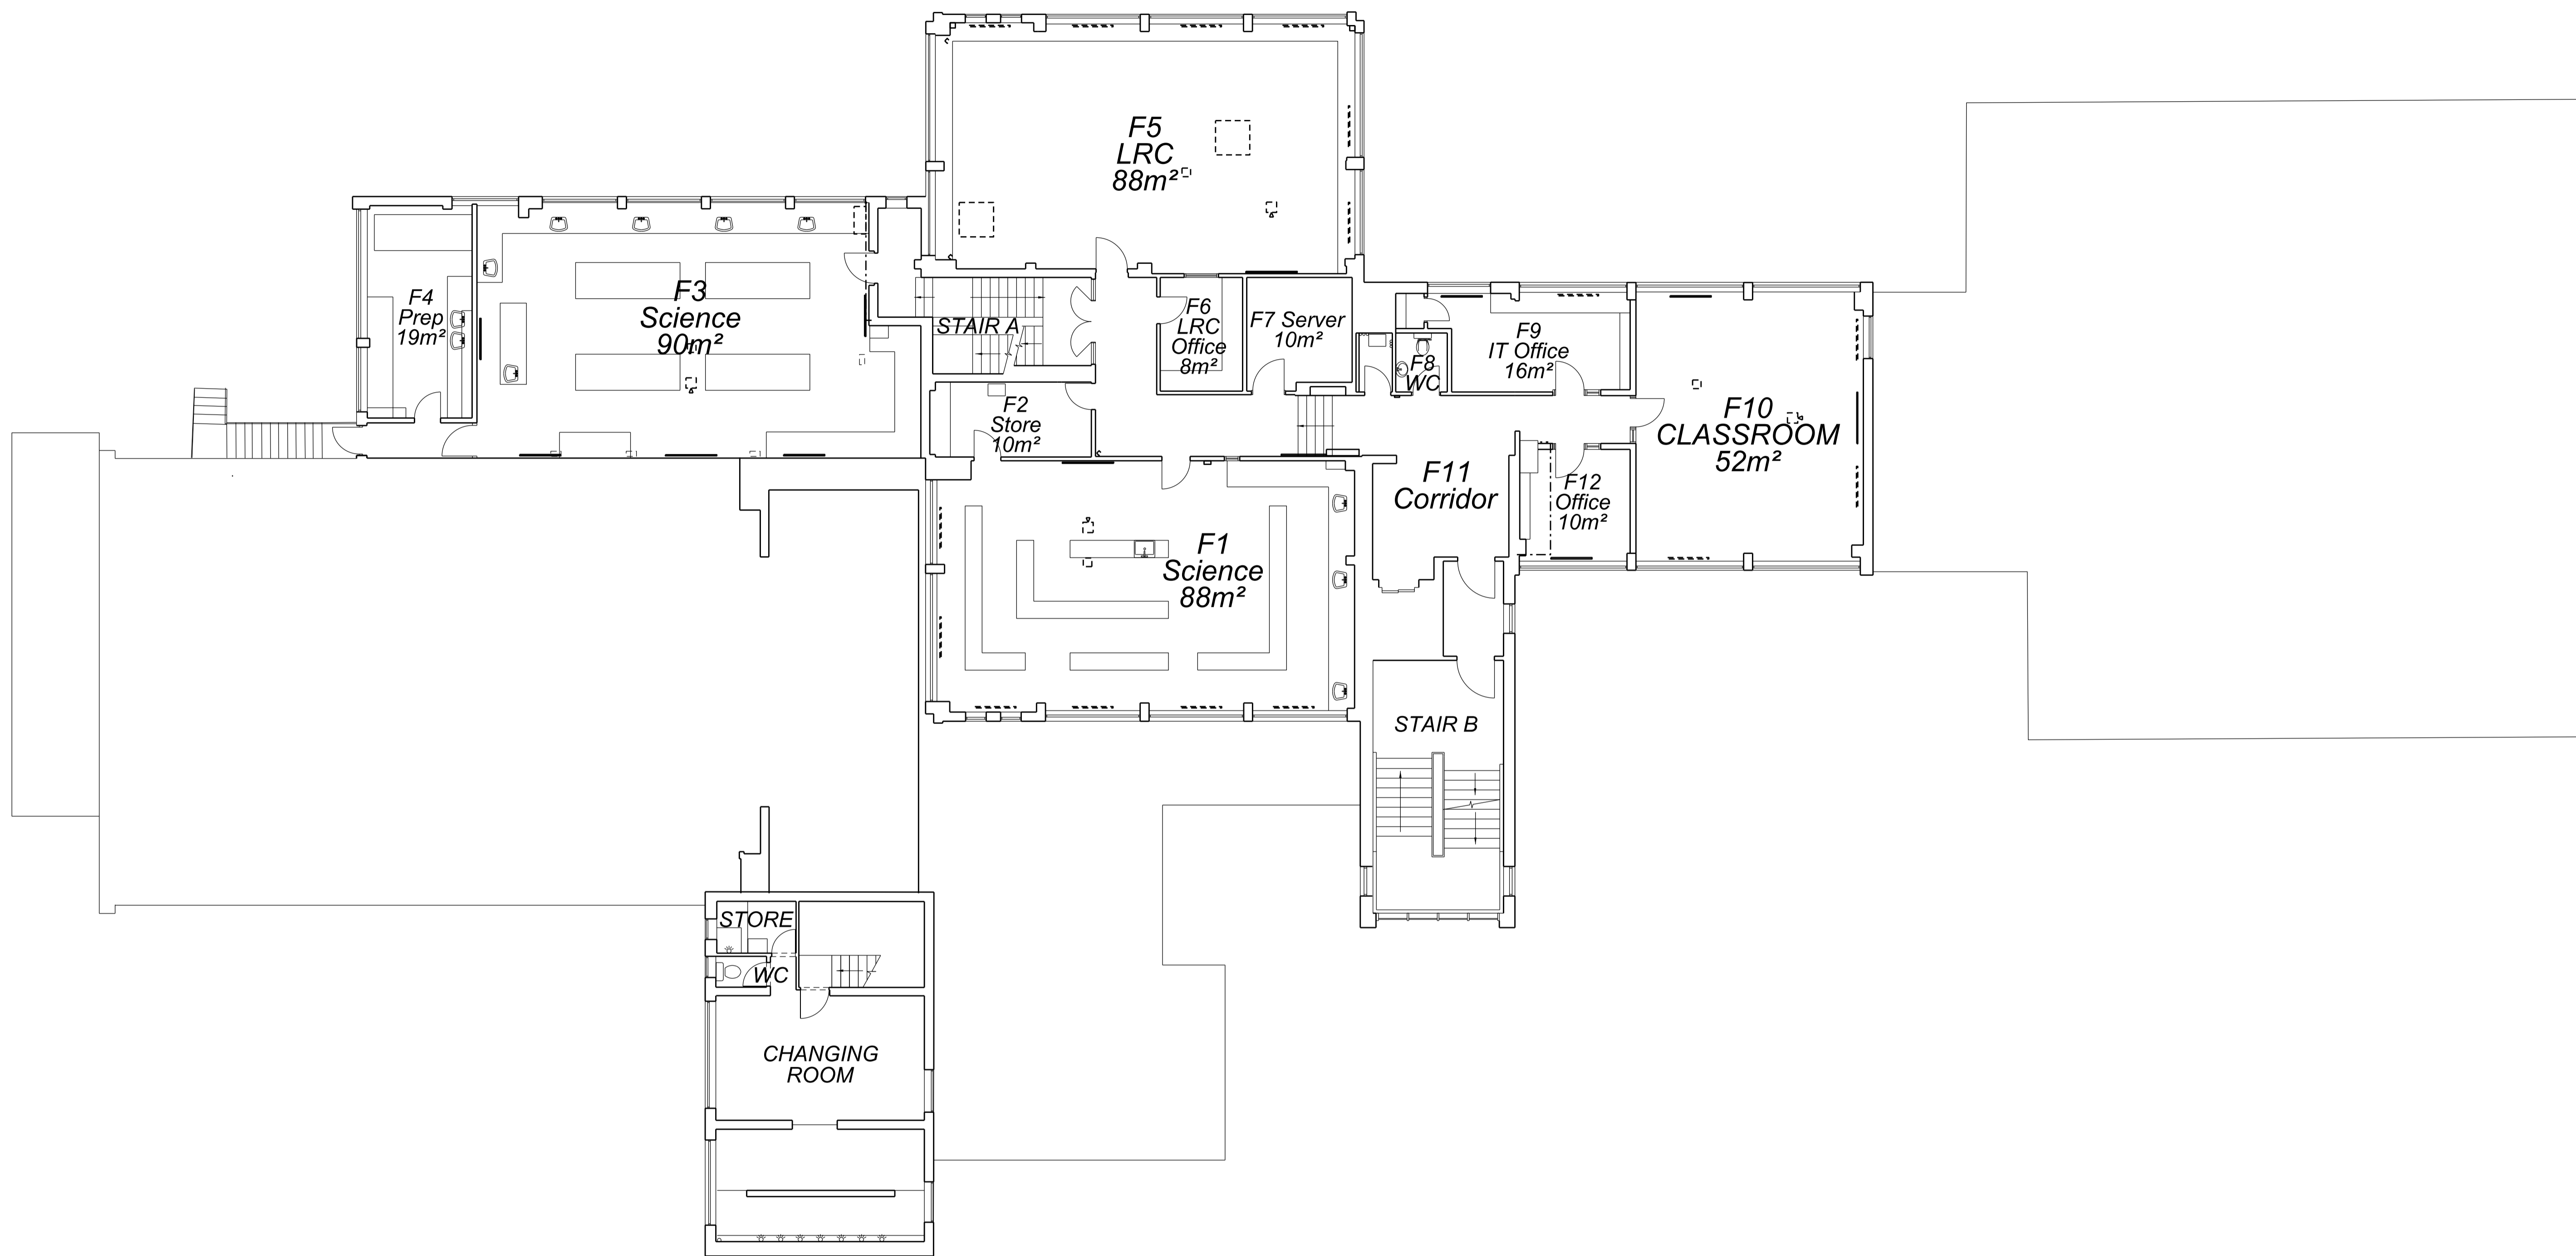 F5
LRC
88m²
F4
Prep
19m²
F3
Science
90m²
STAIR A
F6
LRC
Office
8m²
F7 Server
10m²
F8
WC
F9
IT Office
16m²
F2
Store
10m²
F10
CLASSROOM
52m²
F11
Corridor
F12
Office
10m²
F1
Science
88m²
STAIR B
STORE
WC
CHANGING
ROOM